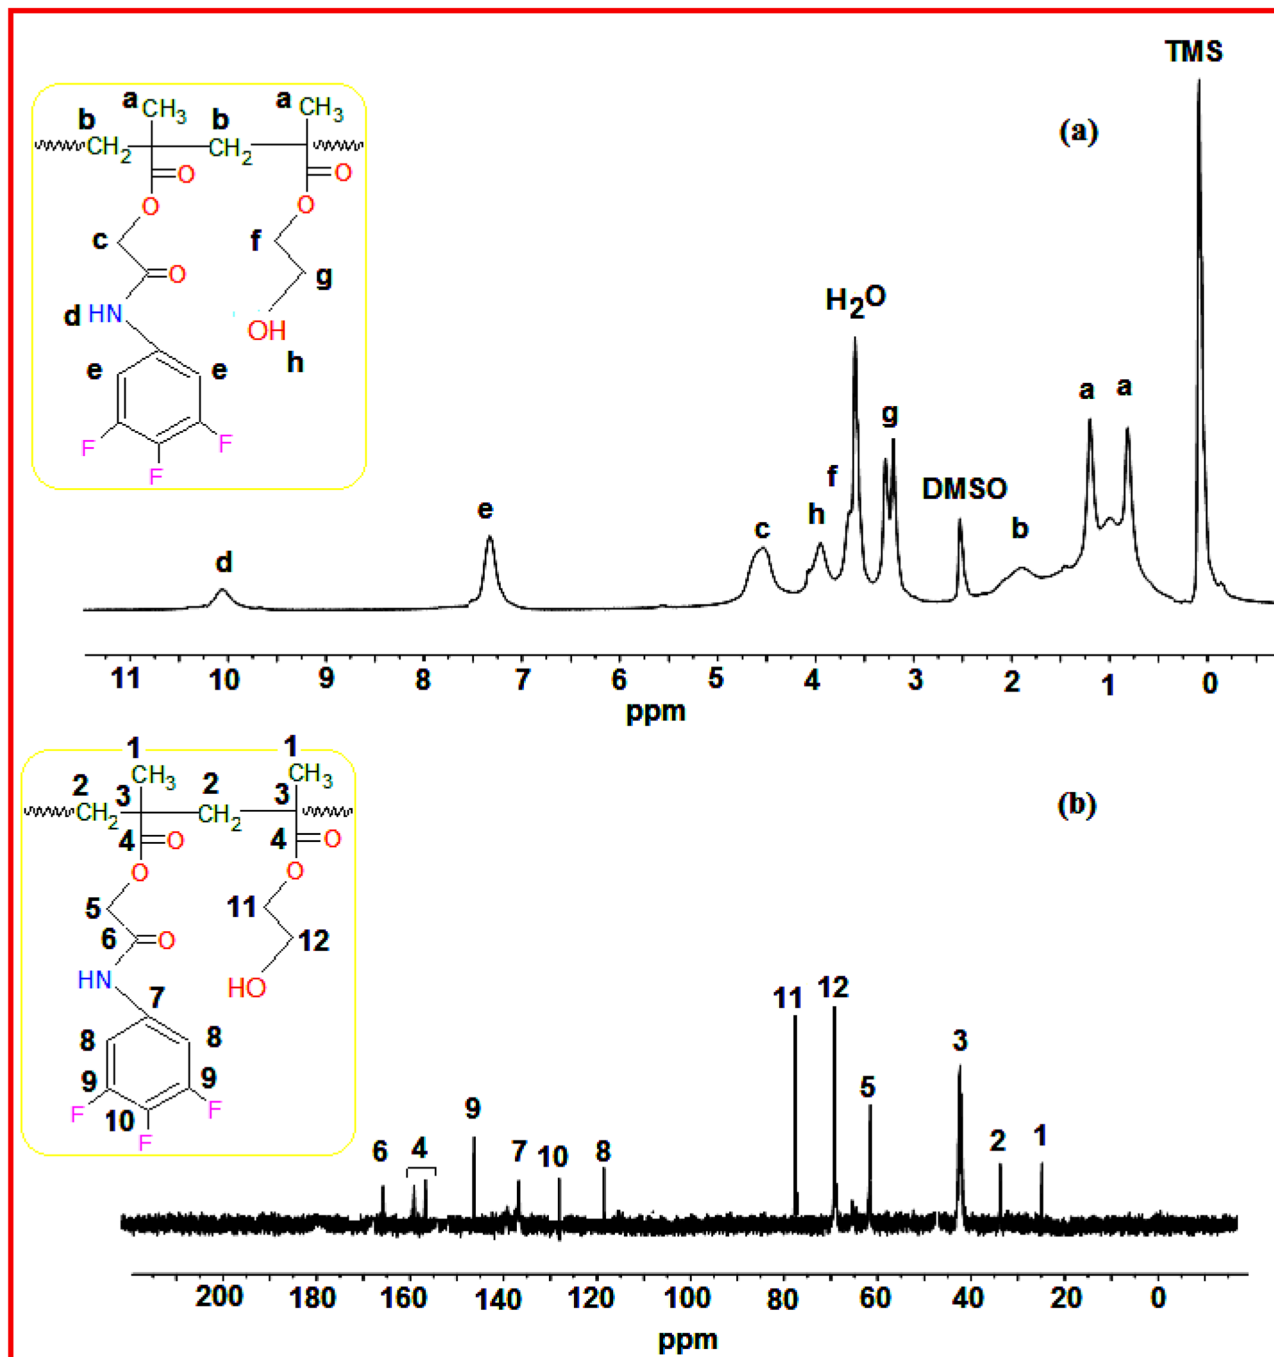 TMS
(a)
a CH3 a CH3
b CH2 b CH2
O O
O O
c f
O g
d HN OH
h
e e
F F
F
H2O
a a
g
f DMSO
e h c b
d
11 10 9 8 7 6 5 4 3 2 1 0
ppm
1 1
CH3 CH3
2 2
CH2 3 CH2 3
(b)
4 O 4 O
O O
5 11
6 O 12
HN HO
7
8 8
9 9
F 10 F
F
11 12
3
5
9
6 4 7 10 8 2 1
200 180 160 140 120 100 80 60 40 20 0
ppm